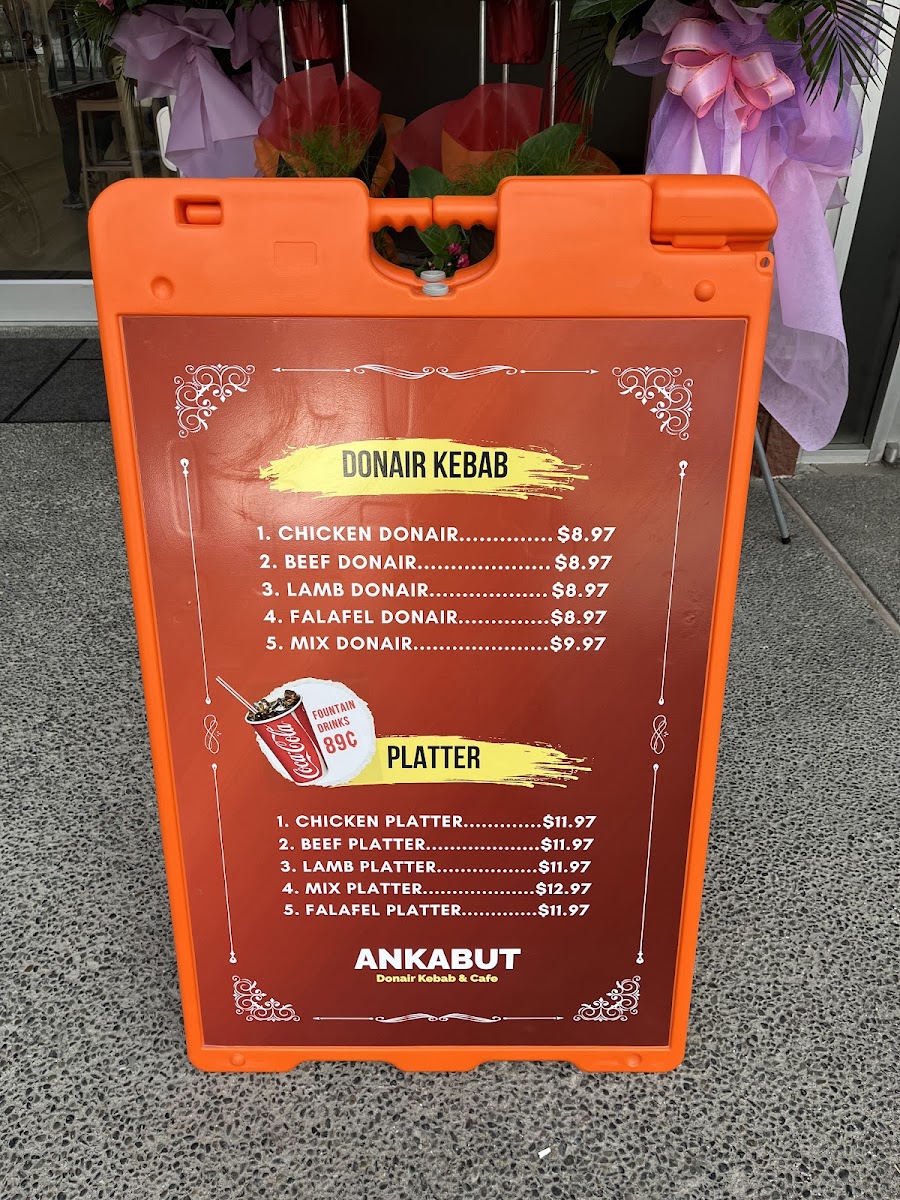 DONAIR KEBAB
1. CHICKEN DONAIR..............$8.97
2. BEEF DONAIR....................$8.97
3. LAMB DONAIR..................$8.97
4. FALAFEL DONAIR..............$8.97
5. MIX DONAIR.....................$9.97
FOUNTAIN
DRINKS
89¢
Coca-Cola
PLATTER
1. CHICKEN PLATTER.............$11.97
2. BEEF PLATTER...................$11.97
3. LAMB PLATTER.................$11.97
4. MIX PLATTER...................$12.97
5. FALAFEL PLATTER.............$11.97
ANKABUT
Donair Kebab & Cafe